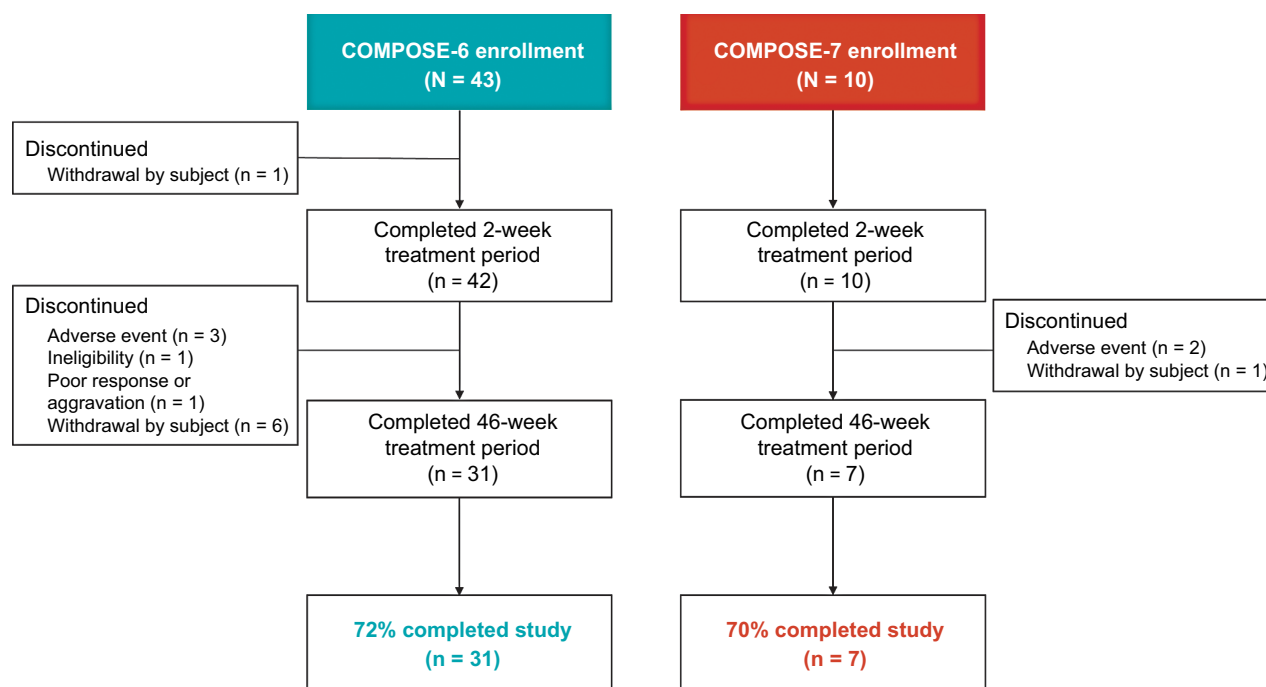 COMPOSE-6 enrollment
(N = 43)
COMPOSE-7 enrollment
(N = 10)
Discontinued
Withdrawal by subject (n = 1)
Completed 2-week
treatment period
(n = 42)
Completed 2-week
treatment period
(n = 10)
Discontinued
Adverse event (n = 3)
Ineligibility (n = 1)
Poor response or
aggravation (n = 1)
Withdrawal by subject (n = 6)
Discontinued
Adverse event (n = 2)
Withdrawal by subject (n = 1)
Completed 46-week
treatment period
(n = 31)
Completed 46-week
treatment period
(n = 7)
72% completed study
(n = 31)
70% completed study
(n = 7)